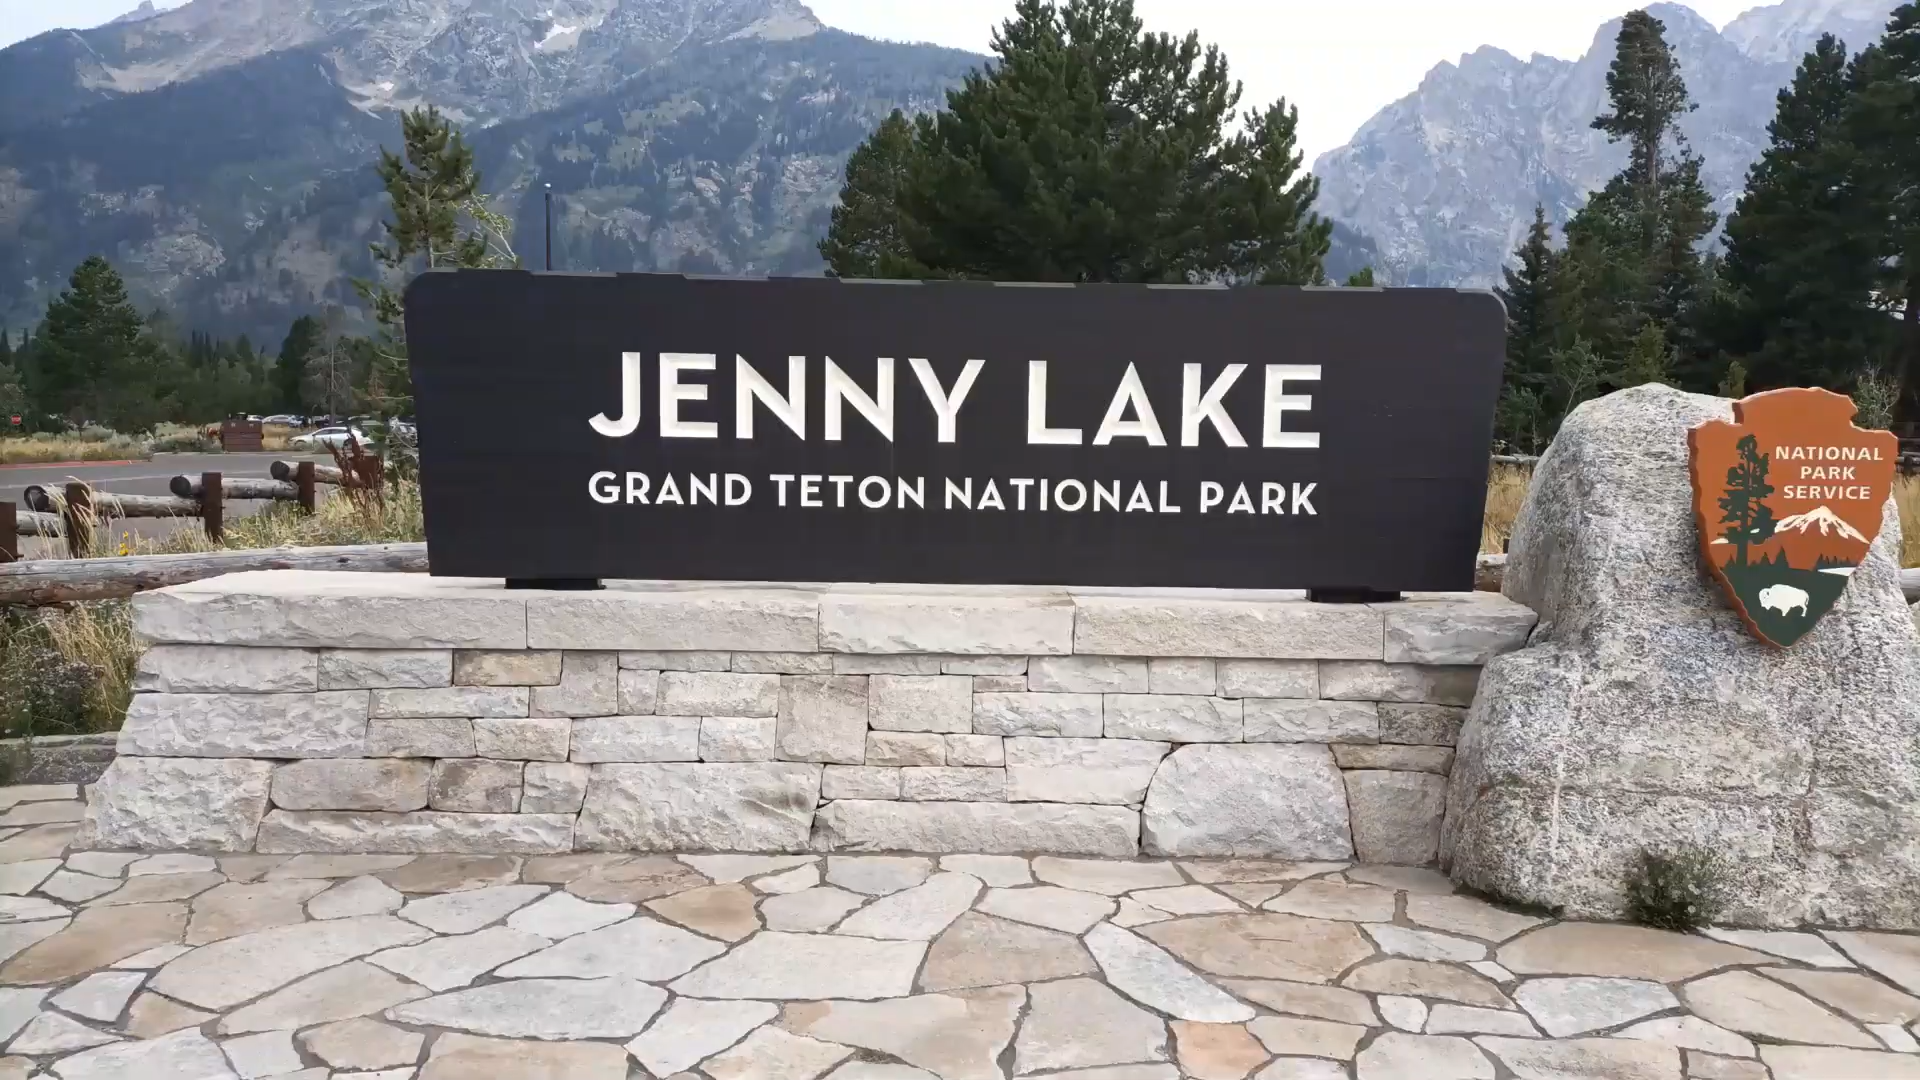 JENNY LAKE
GRAND TETON NATIONAL PARK
NATIONAL
PARK
SERVICE